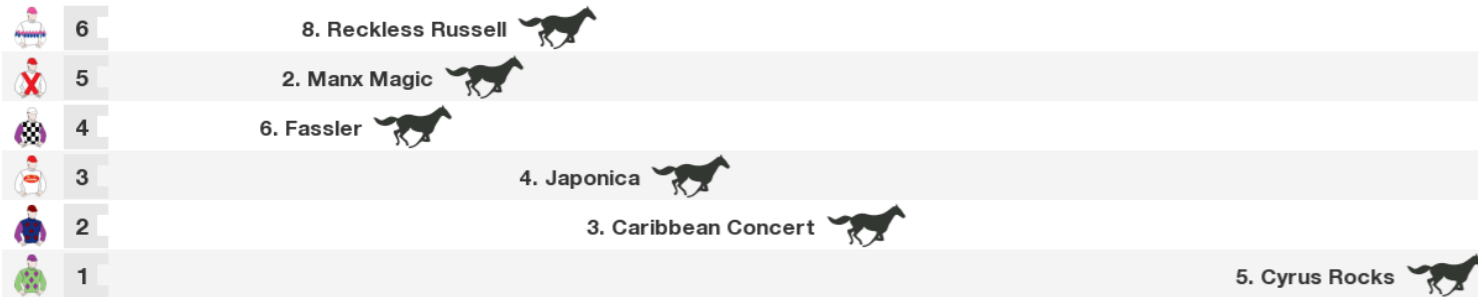 6 8. Reckless Russell
5 2. Manx Magic
4 6. Fassler
3 4. Japonica
2 3. Caribbean Concert
1 5. Cyrus Rocks